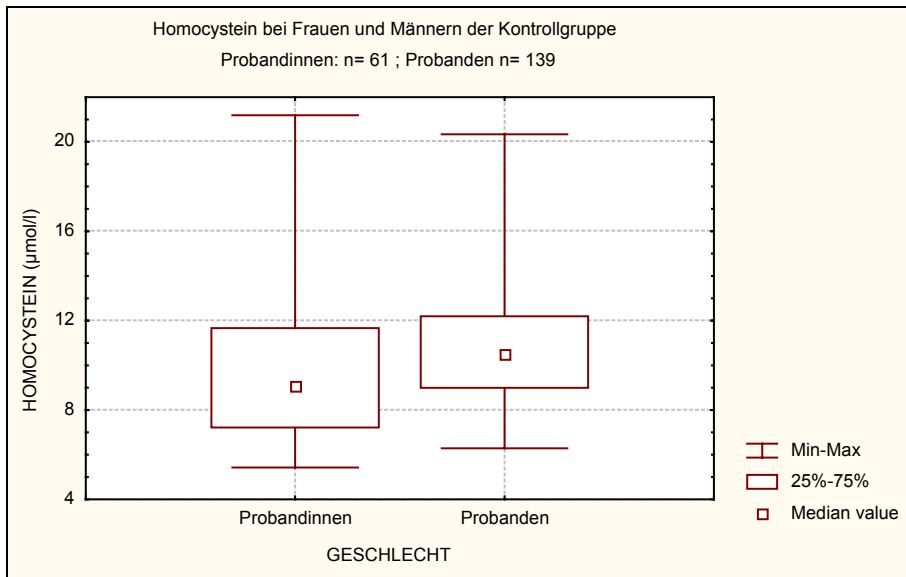 Homocystein bei Frauen und Männern der Kontrollgruppe
Probandinnen: n= 61 ; Probanden n= 139
HOMOCYSTEIN (µmol/l)
20
16
12
8
4
Probandinnen
Probanden
GESCHLECHT
Min-Max
25%-75%
Median value